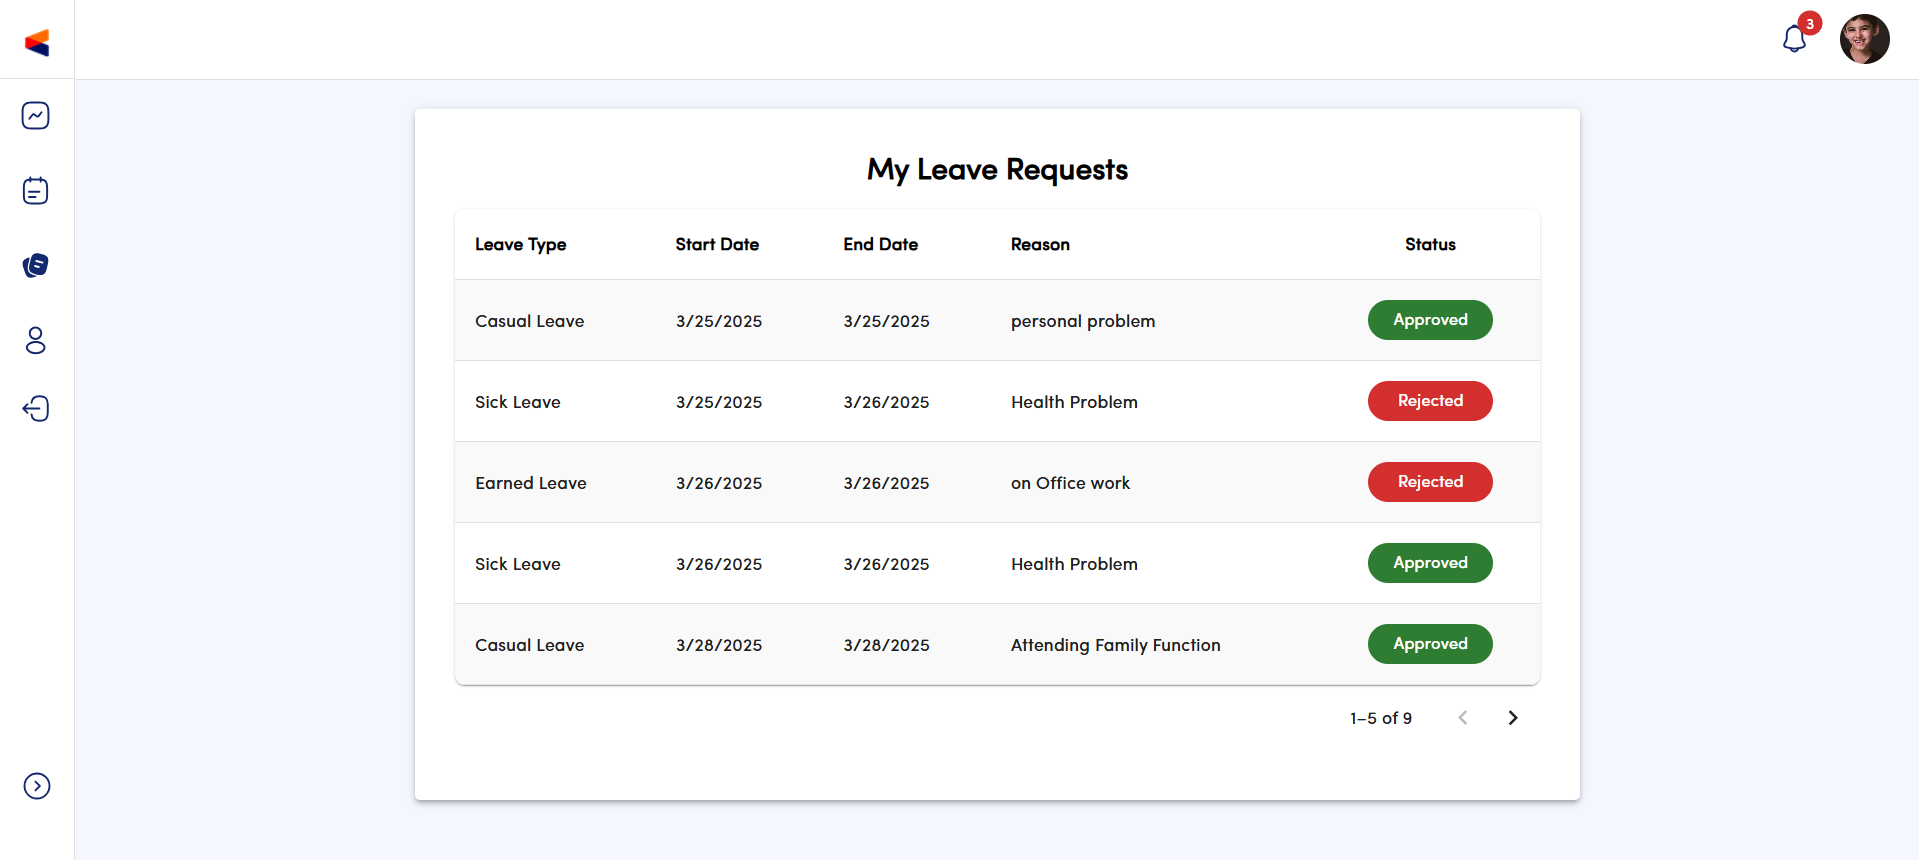 3
My Leave Requests
Leave Type Start Date End Date Reason Status
Casual Leave 3/25/2025 3/25/2025 personal problem Approved
Sick Leave 3/25/2025 3/26/2025 Health Problem Rejected
Earned Leave 3/26/2025 3/26/2025 on Office work Rejected
Sick Leave 3/26/2025 3/26/2025 Health Problem Approved
Casual Leave 3/28/2025 3/28/2025 Attending Family Function Approved
1–5 of 9